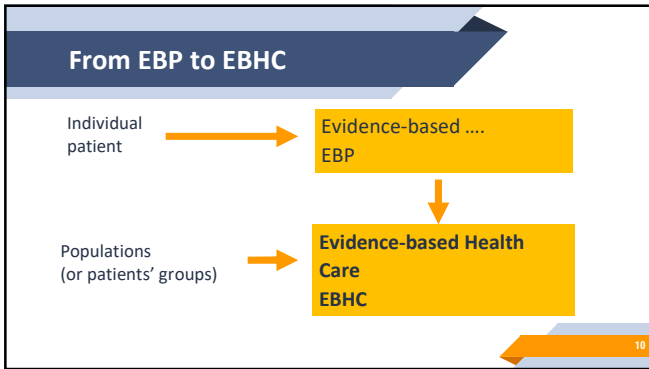 From EBP to EBHC
Individual
patient
Evidence-based ....
EBP
Populations
(or patients' groups)
Evidence-based Health
Care
EBHC
10